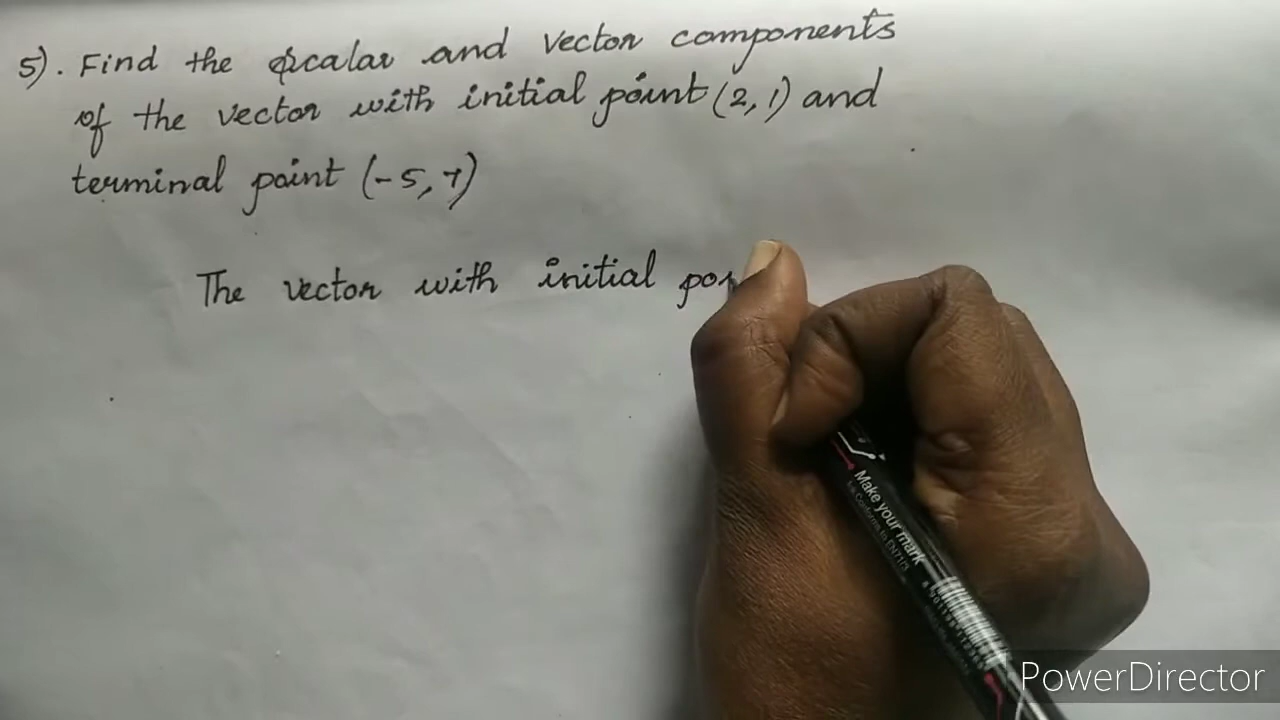 5). Find the scalar and vector components
of the vector with initial point (2, 1) and
terminal point (-5, 7)
The vector with initial
Make your mark
PowerDirector